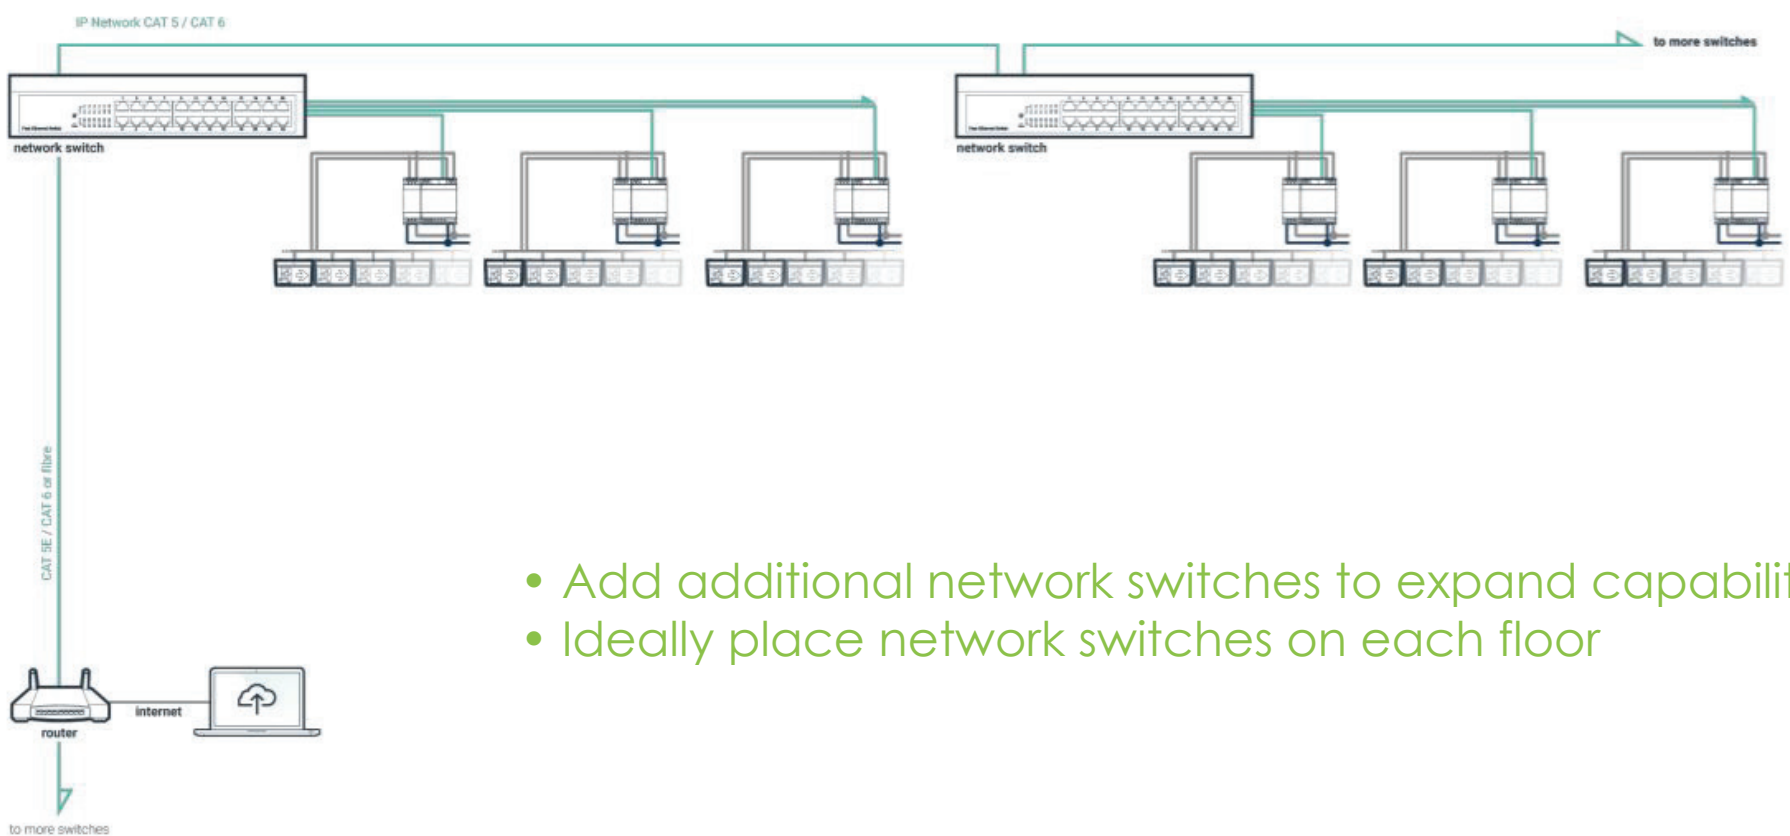 IP Network CAT 5 / CAT 6
to more switches
network switch
network switch
CAT 5E / CAT 6 or fibre
• Add additional network switches to expand capabilit
• Ideally place network switches on each floor
internet
router
to more switches